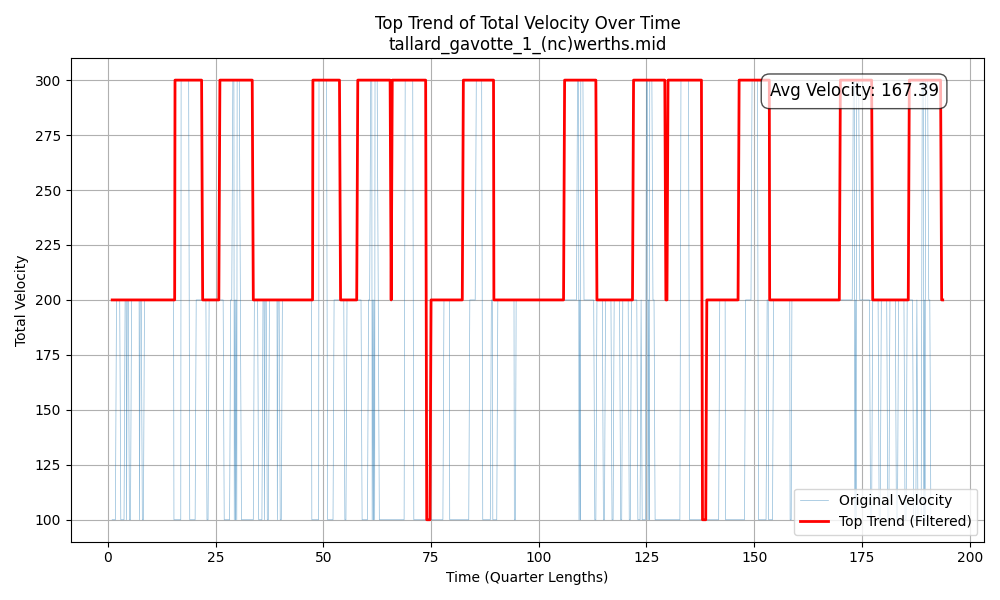 Top Trend of Total Velocity Over Time
tallard_gavotte_1_(nc)werths.mid
Avg Velocity: 167.39
300
275
250
225
200
175
150
125
100
Total Velocity
0 25 50 75 100 125 150 175 200
Time (Quarter Lengths)
Original Velocity
Top Trend (Filtered)